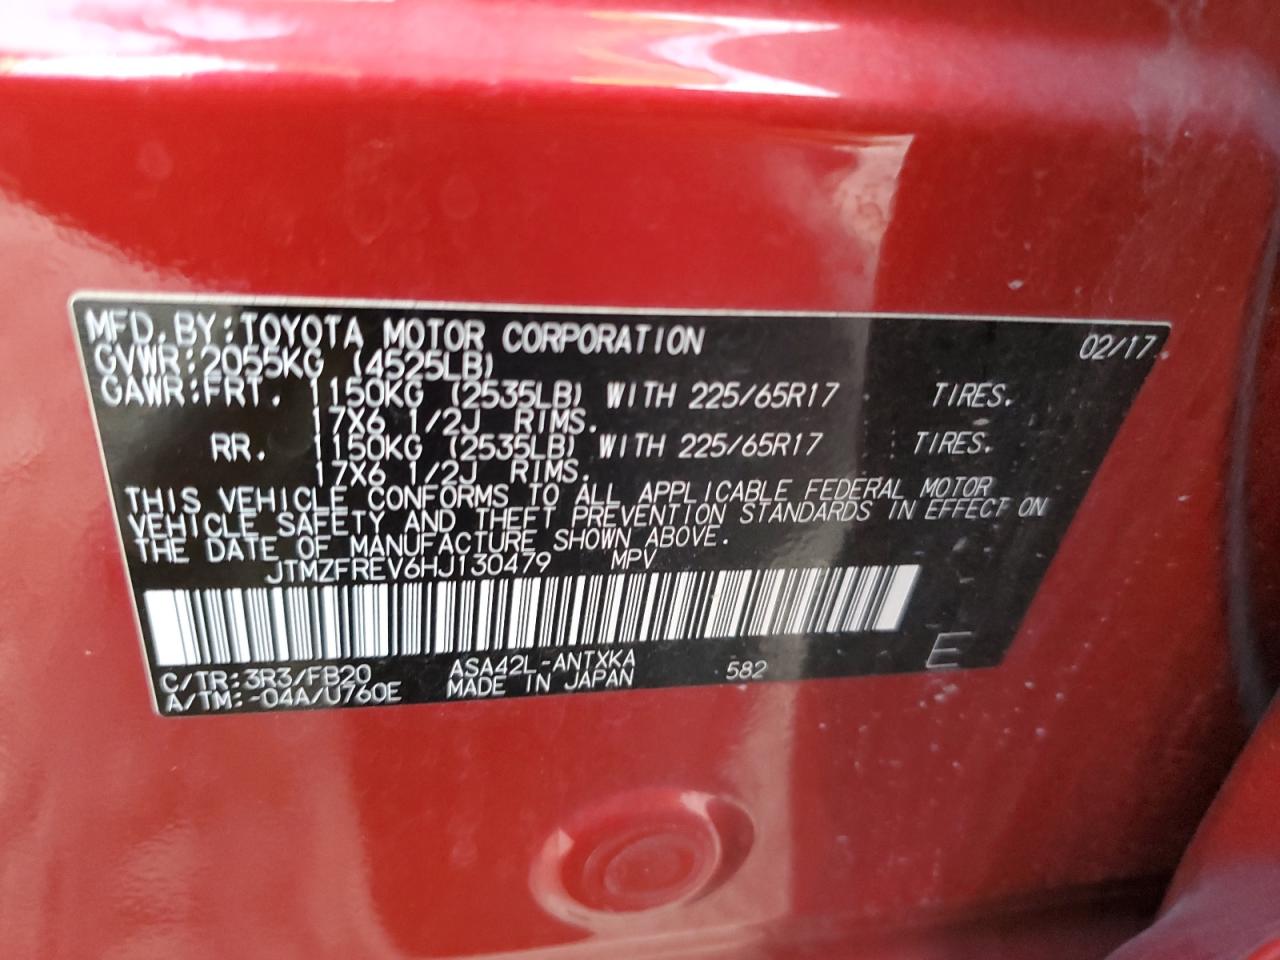 MFD. BY: TOYOTA MOTOR CORPORATION 02/17
GVWR: 2055KG (4525LB)
GAWR: FRT. 1150KG (2535LB) WITH 225/65R17 TIRES.
17X6 1/2J RIMS.
RR. 1150KG (2535LB) WITH 225/65R17 TIRES.
17X6 1/2J RIMS.
THIS VEHICLE CONFORMS TO ALL APPLICABLE FEDERAL MOTOR
VEHICLE SAFETY AND THEFT PREVENTION STANDARDS IN EFFECT ON
THE DATE OF MANUFACTURE SHOWN ABOVE.
JTMZFREV6HJ130479 MPV
C/TR: 3R3/FB20 ASA42L-ANTXKA 582 E
A/TM: -04A/U760E MADE IN JAPAN